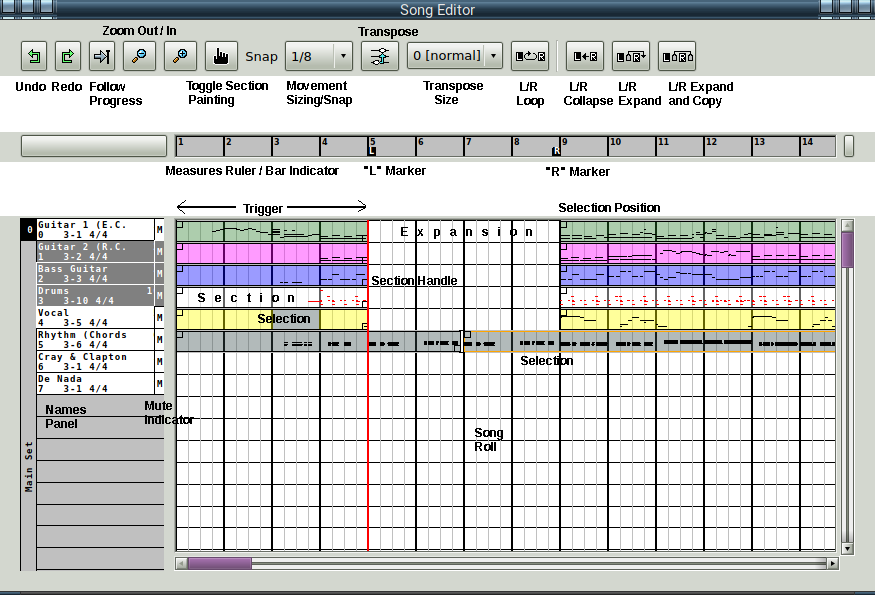 Song Editor
Zoom Out / In
Transpose
Snap
1/8
0 [normal]
L R
L R
L R
L R
Undo Redo Follow Progress
Toggle Section Painting
Movement Sizing/Snap
Transpose Size
L/R Loop
L/R Collapse
L/R Expand
L/R Expand and Copy
1 2 3 4 5 6 7 8 9 10 11 12 13 14
L
R
Measures Ruler / Bar Indicator
"L" Marker
"R" Marker
Trigger
Selection Position
0
Guitar 1 (E.C.
0 3-1 4/4
M
Expansion
Guitar 2 (R.C.
1 3-2 4/4
M
Bass Guitar
2 3-3 4/4
M
Section Handle
Drums 1
3 3-10 4/4
M
Section
Vocal
4 3-5 4/4
M
Selection
Rhythm (Chords
5 3-6 4/4
M
Cray & Clapton
6 3-1 4/4
M
Selection
De Nada
7 3-1 4/4
M
Names Panel
Mute Indicator
Song Roll
Main Set